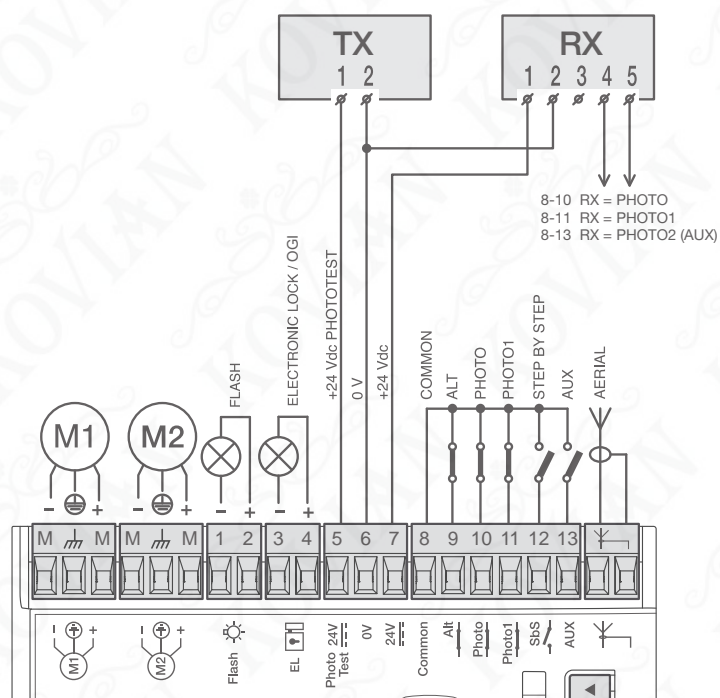 TX
1 2
RX
1 2 3 4 5
8-10 RX = PHOTO
8-11 RX = PHOTO1
8-13 RX = PHOTO2 (AUX)
FLASH
ELECTRONIC LOCK / OGI
+24 Vdc PHOTOTEST
0 V
+24 Vdc
COMMON
ALT
PHOTO
PHOTO1
STEP BY STEP
AUX
AERIAL
M1
M2
- +
- +
- +
- +
M M M M 1 2 3 4 5 6 7 8 9 10 11 12 13
- +
M1
- +
M2
Flash
EL
Photo 24V
Test
0V
24V
Common
Alt
Photo
Photo1
SbS
AUX
KOVIAN